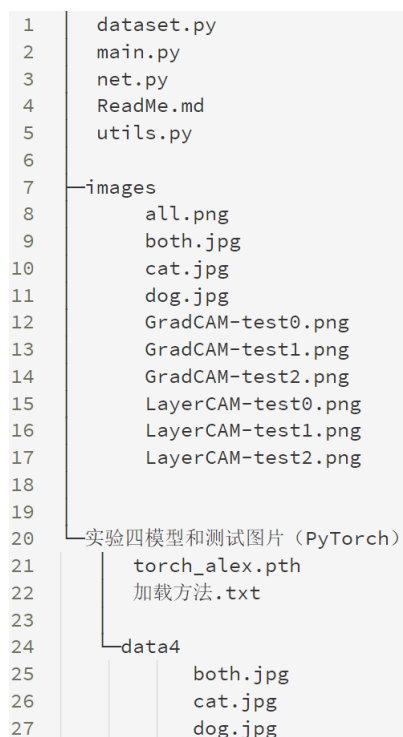 1 dataset.py
2 main.py
3 net.py
4 ReadMe.md
5 utils.py
6
7 images
8 all.png
9 both.jpg
10 cat.jpg
11 dog.jpg
12 GradCAM-test0.png
13 GradCAM-test1.png
14 GradCAM-test2.png
15 LayerCAM-test0.png
16 LayerCAM-test1.png
17 LayerCAM-test2.png
18
19
20 实验四模型和测试图片（PyTorch）
21 torch_alex.pth
22 加载方法.txt
23
24 data4
25 both.jpg
26 cat.jpg
27 dog.jpg